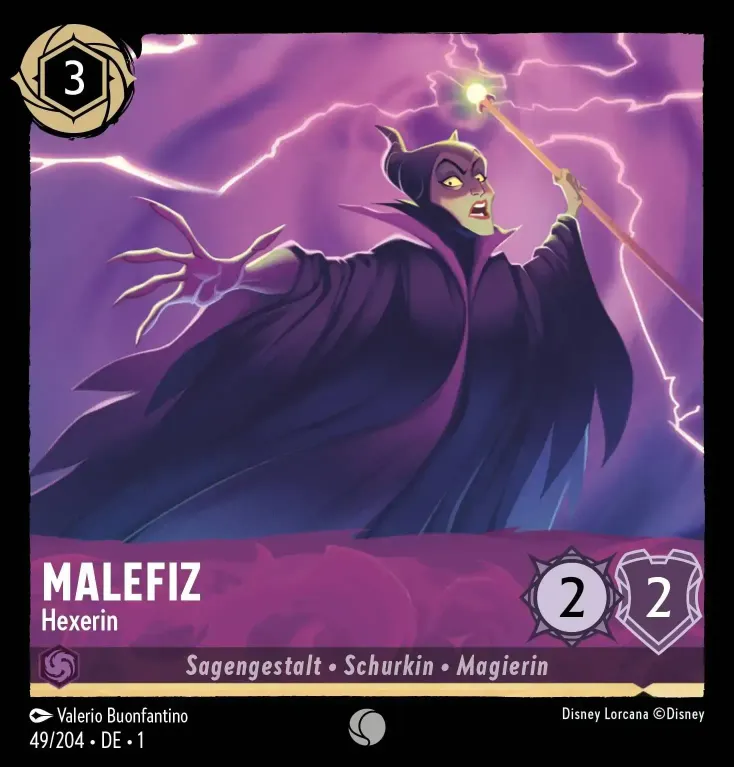 3
MALEFIZ
Hexerin
2 2
Sagengestalt • Schurkin • Magierin
Valerio Buonfantino
Disney Lorcana ©Disney
49/204 • DE • 1